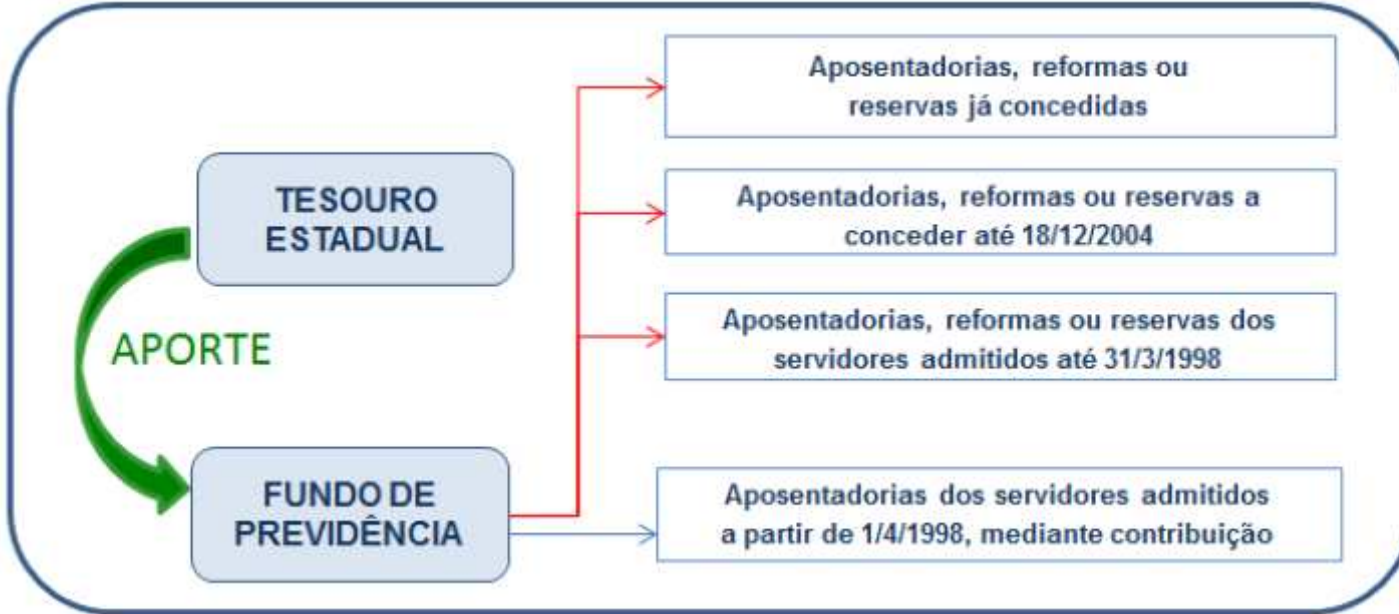 TESOURO
ESTADUAL
APORTE
FUNDO DE
PREVIDÊNCIA
Aposentadorias, reformas ou
reservas já concedidas
Aposentadorias, reformas ou reservas a
conceder até 18/12/2004
Aposentadorias, reformas ou reservas dos
servidores admitidos até 31/3/1998
Aposentadorias dos servidores admitidos
a partir de 1/4/1998, mediante contribuição